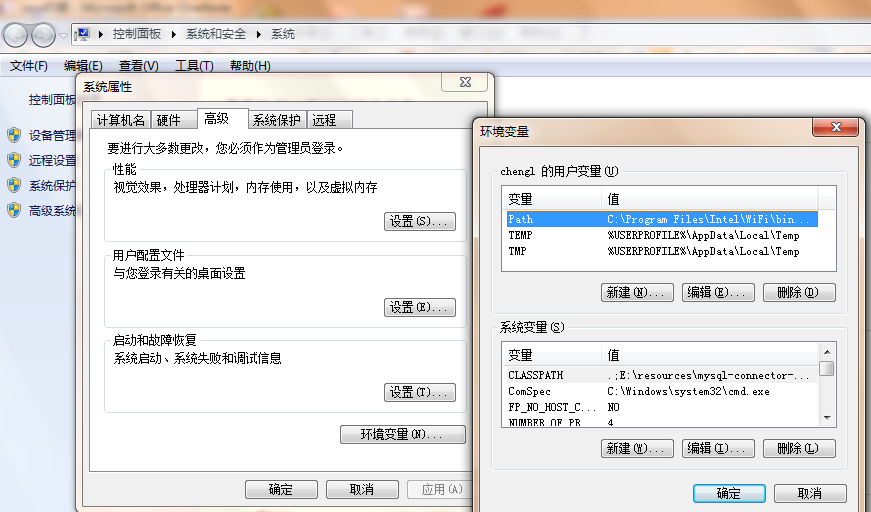 Microsoft Office OneNote
控制面板 系统和安全 系统
文件(F) 编辑(E) 查看(V) 工具(T) 帮助(H)
控制面板
设备管理
远程设置
系统保护
高级系统
系统属性
计算机名 硬件 高级 系统保护 远程
要进行大多数更改，您必须作为管理员登录。
性能
视觉效果，处理器计划，内存使用，以及虚拟内存
设置(S)...
用户配置文件
与您登录有关的桌面设置
设置(E)...
启动和故障恢复
系统启动、系统失败和调试信息
设置(T)...
环境变量(N)...
确定 取消 应用(A)
环境变量
chengl 的用户变量(U)
变量 值
Path C:\Program Files\Intel\WiFi\bin...
TEMP %USERPROFILE%\AppData\Local\Temp
TMP %USERPROFILE%\AppData\Local\Temp
新建(N)... 编辑(E)... 删除(D)
系统变量(S)
变量 值
CLASSPATH .;E:\resources\mysql-connector-...
ComSpec C:\Windows\system32\cmd.exe
FP_NO_HOST_C... NO
NUMBER_OF_PR... 4
新建(W)... 编辑(I)... 删除(L)
确定 取消